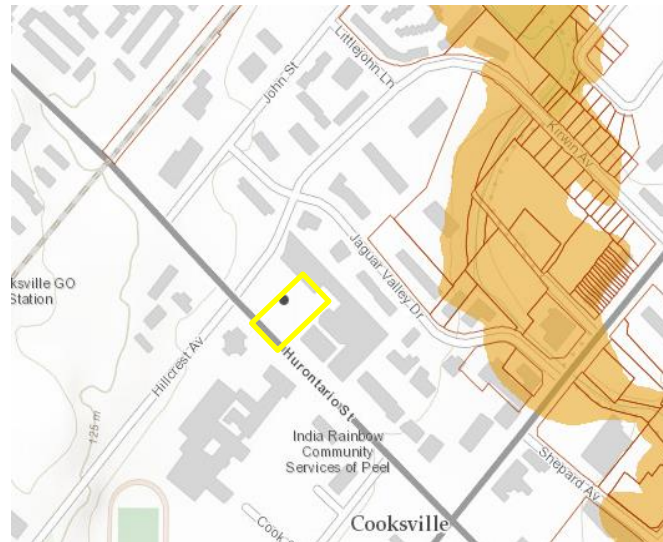 Littlejohn Ln
John St
Kirwin Av
Jaguar Valley Dr
ksville GO
Station
Hillcrest Av
Hurontario St
125 m
India Rainbow
Community
Services of Peel
Shepard Av
Cooksville
Cook